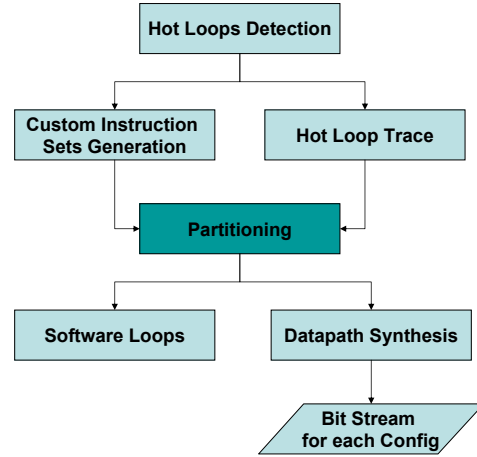 Hot Loops Detection
Custom Instruction
Sets Generation
Hot Loop Trace
Partitioning
Software Loops
Datapath Synthesis
Bit Stream
for each Config